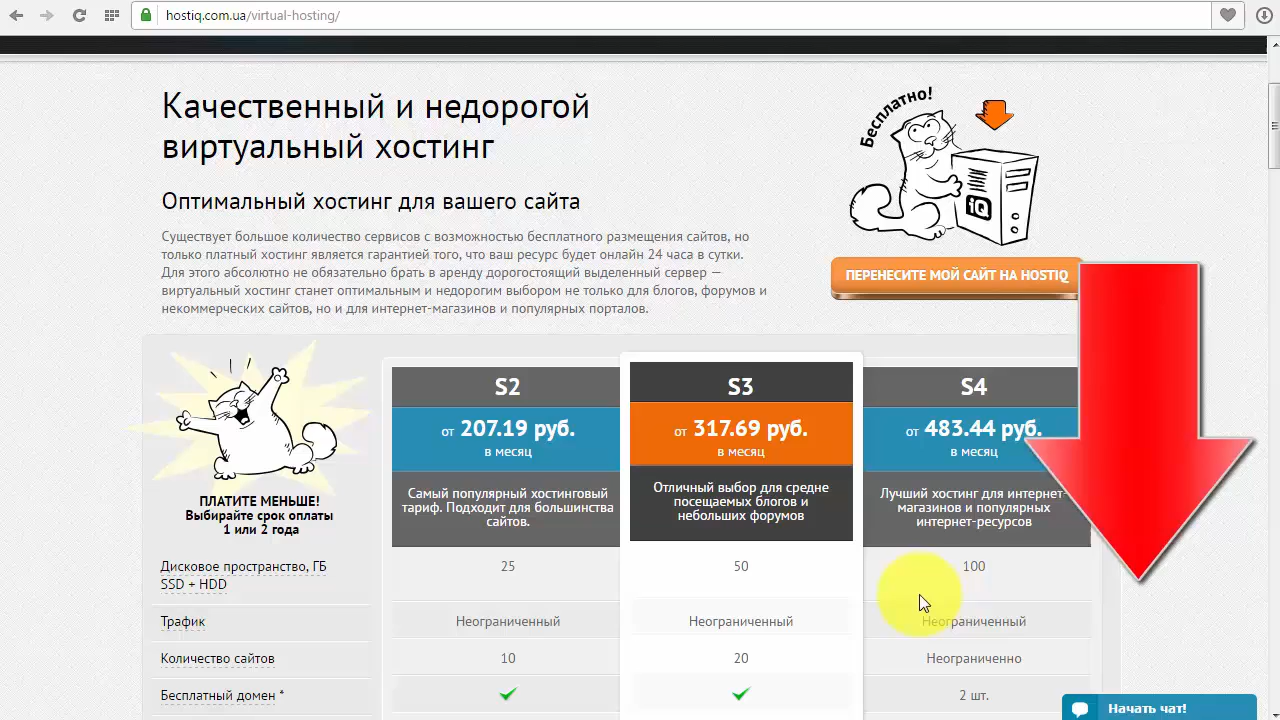 hostiq.com.ua/virtual-hosting/
Качественный и недорогой
виртуальный хостинг
Бесплатно!
iQ
Оптимальный хостинг для вашего сайта
Существует большое количество сервисов с возможностью бесплатного размещения сайтов, но
только платный хостинг является гарантией того, что ваш ресурс будет онлайн 24 часа в сутки.
Для этого абсолютно не обязательно брать в аренду дорогостоящий выделенный сервер —
виртуальный хостинг станет оптимальным и недорогим выбором не только для блогов, форумов и
некоммерческих сайтов, но и для интернет-магазинов и популярных порталов.
ПЕРЕНЕСИТЕ МОЙ САЙТ НА HOSTIQ
ПЛАТИТЕ МЕНЬШЕ!
Выбирайте срок оплаты
1 или 2 года
S2
от 207.19 руб.
в месяц
Самый популярный хостинговый
тариф. Подходит для большинства
сайтов.
S3
от 317.69 руб.
в месяц
Отличный выбор для средне
посещаемых блогов и
небольших форумов
S4
от 483.44 руб.
в месяц
Лучший хостинг для интернет-
магазинов и популярных
интернет-ресурсов
Дисковое пространство, ГБ
SSD + HDD
25
50
100
Трафик
Неограниченный
Неограниченный
Неограниченный
Количество сайтов
10
20
Неограниченно
Бесплатный домен *
2 шт.
Начать чат!